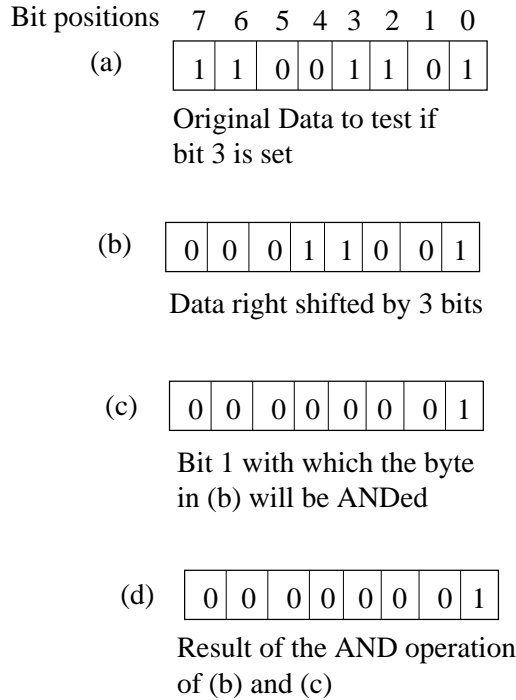 Bit positions 7 6 5 4 3 2 1 0
(a) 1 1 0 0 1 1 0 1
Original Data to test if
bit 3 is set
(b) 0 0 0 1 1 0 0 1
Data right shifted by 3 bits
(c) 0 0 0 0 0 0 0 1
Bit 1 with which the byte
in (b) will be ANDed
(d) 0 0 0 0 0 0 0 1
Result of the AND operation
of (b) and (c)